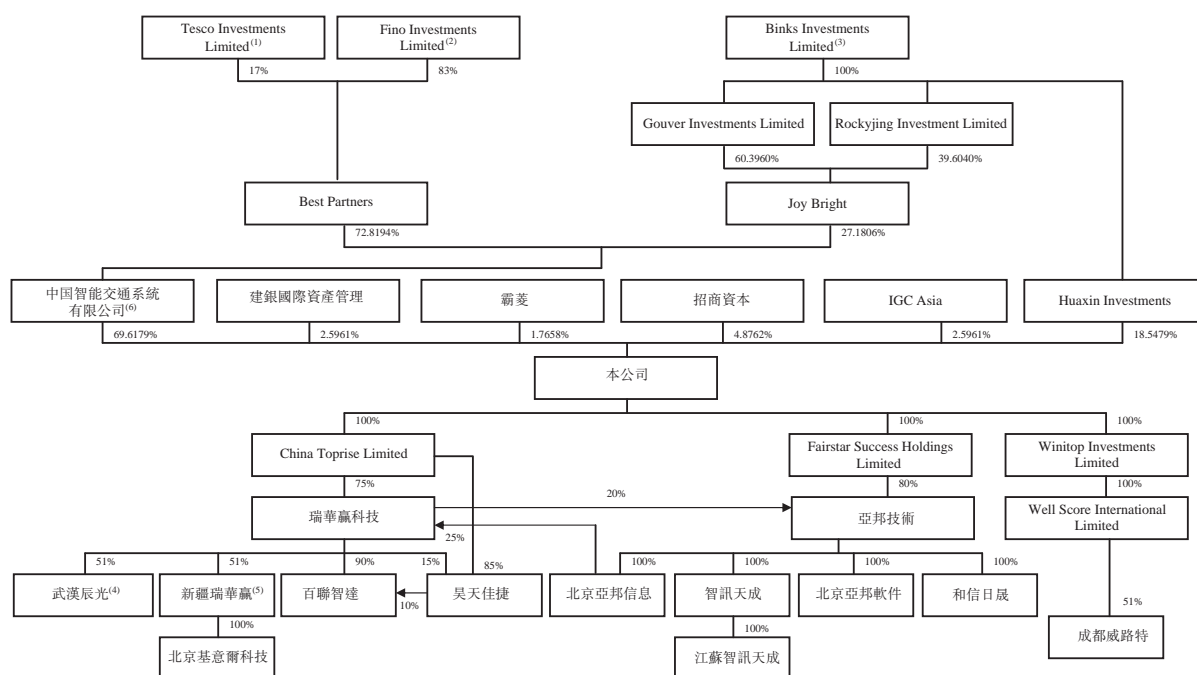 Tesco Investments
Limited(1)
Fino Investments
Limited(2)
Binks Investments
Limited(3)
17%
83%
100%
Gouver Investments Limited
Rockyjing Investment Limited
60.3960%
39.6040%
Best Partners
Joy Bright
72.8194%
27.1806%
中国智能交通系統
有限公司(6)
建銀國際資產管理
霸菱
招商資本
IGC Asia
Huaxin Investments
69.6179%
2.5961%
1.7658%
4.8762%
2.5961%
18.5479%
本公司
100%
100%
100%
China Toprise Limited
Fairstar Success Holdings
Limited
Winitop Investments
Limited
75%
80%
100%
20%
瑞華贏科技
亞邦技術
Well Score International
Limited
25%
51%
51%
90%
15%
85%
100%
100%
100%
100%
武漢辰光(4)
新疆瑞華贏(5)
百聯智達
10%
昊天佳捷
北京亞邦信息
智訊天成
北京亞邦軟件
和信日晟
51%
100%
100%
北京基意爾科技
江蘇智訊天成
成都威路特